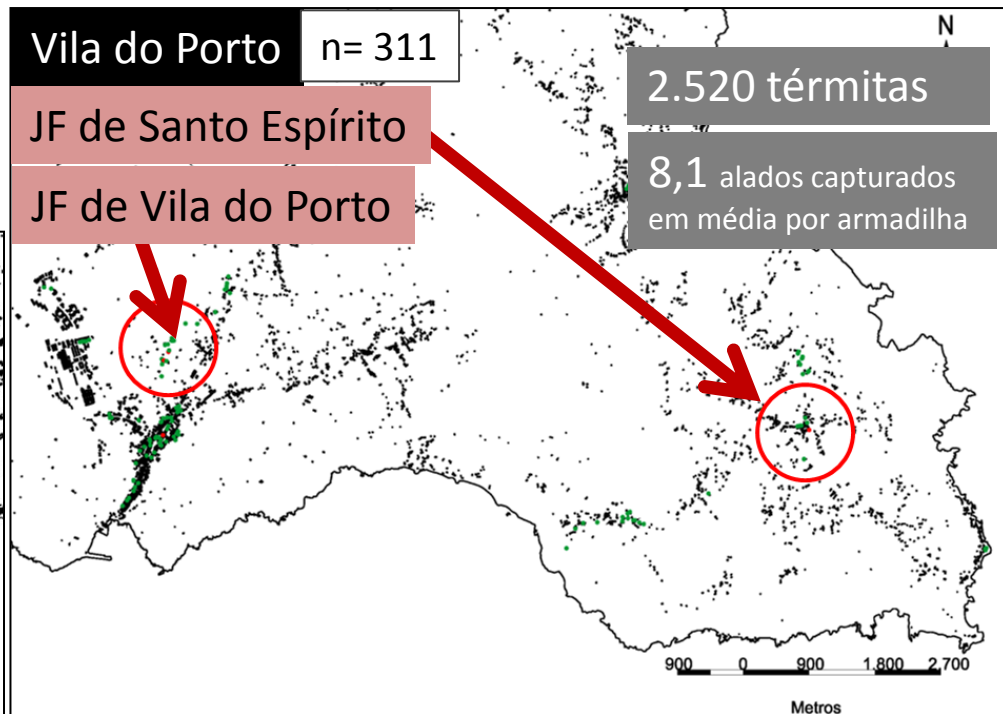 Vila do Porto
n= 311
N
2.520 térmitas
JF de Santo Espírito
8,1 alados capturados
em média por armadilha
JF de Vila do Porto
900 0 900 1.800 2.700
Metros